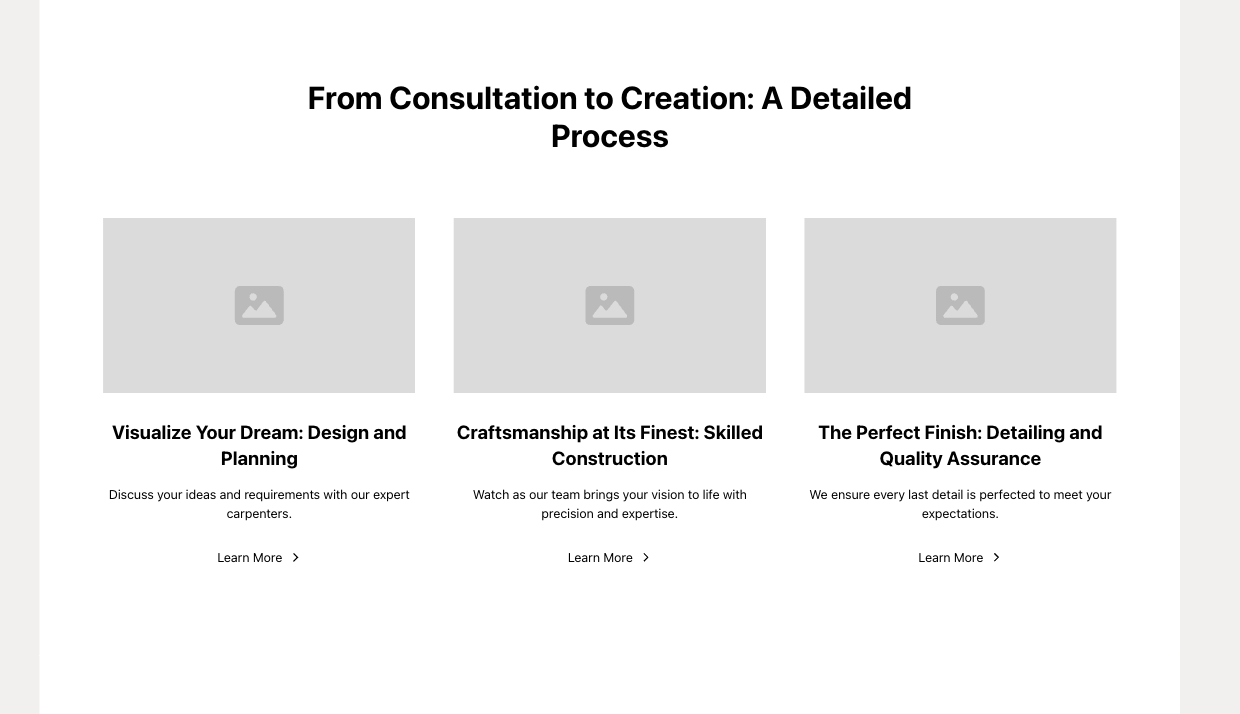 From Consultation to Creation: A Detailed
Process
Visualize Your Dream: Design and
Planning
Discuss your ideas and requirements with our expert
carpenters.
Learn More
Craftsmanship at Its Finest: Skilled
Construction
Watch as our team brings your vision to life with
precision and expertise.
Learn More
The Perfect Finish: Detailing and
Quality Assurance
We ensure every last detail is perfected to meet your
expectations.
Learn More